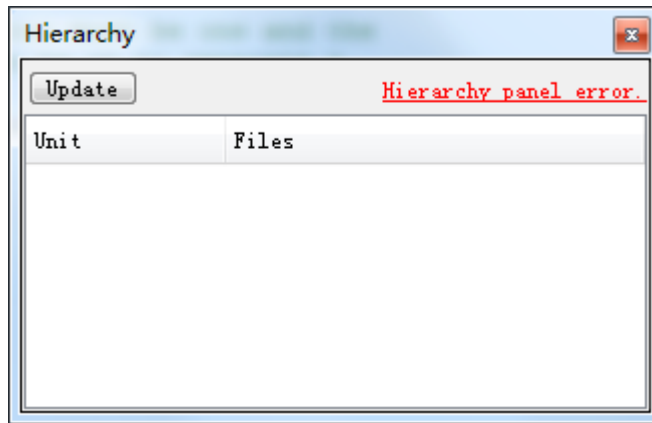 Hierarchy
Update
Hierarchy panel error.
Unit
Files